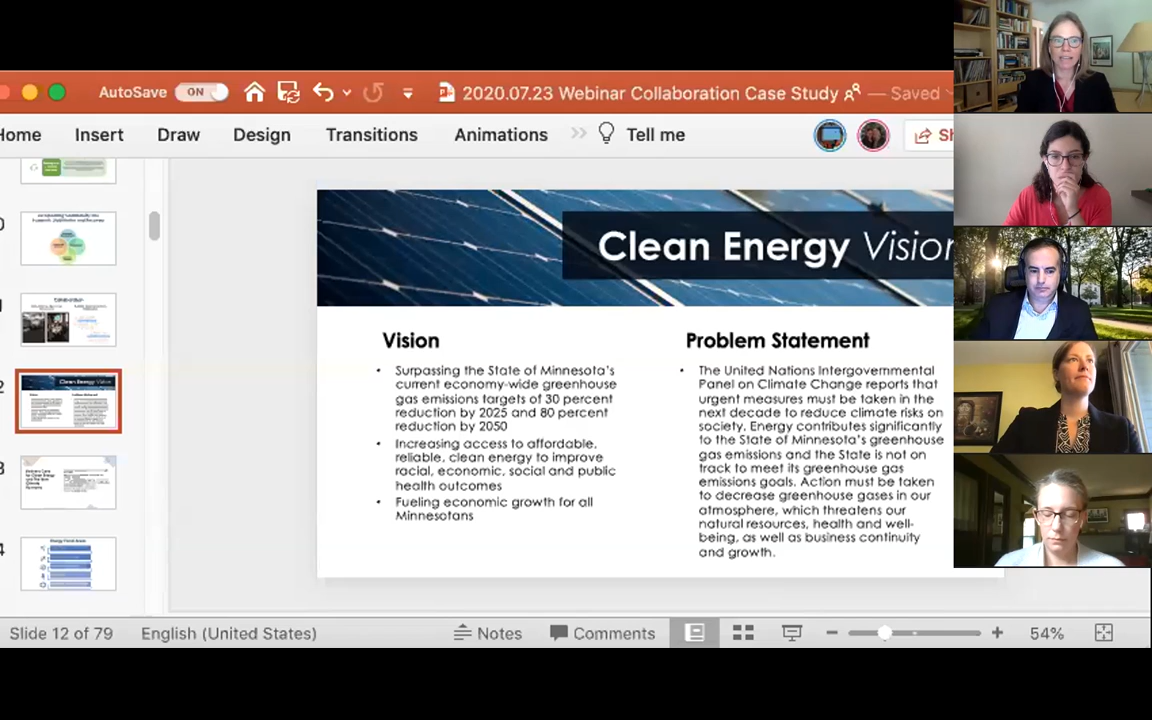 AutoSave ON 2020.07.23 Webinar Collaboration Case Study — Saved
Home Insert Draw Design Transitions Animations Tell me Sh
Clean Energy Vision
Vision
• Surpassing the State of Minnesota's
current economy-wide greenhouse
gas emissions targets of 30 percent
reduction by 2025 and 80 percent
reduction by 2050
• Increasing access to affordable,
reliable, clean energy to improve
racial, economic, social and public
health outcomes
• Fueling economic growth for all
Minnesotans
Problem Statement
• The United Nations Intergovernmental
Panel on Climate Change reports that
urgent measures must be taken in the
next decade to reduce climate risks on
society. Energy contributes significantly
to the State of Minnesota's greenhouse
gas emissions and the State is not on
track to meet its greenhouse gas
emissions goals. Action must be taken
to decrease greenhouse gases in our
atmosphere, which threatens our
natural resources, health and well-
being, as well as business continuity
and growth.
Slide 12 of 79 English (United States) Notes Comments 54%